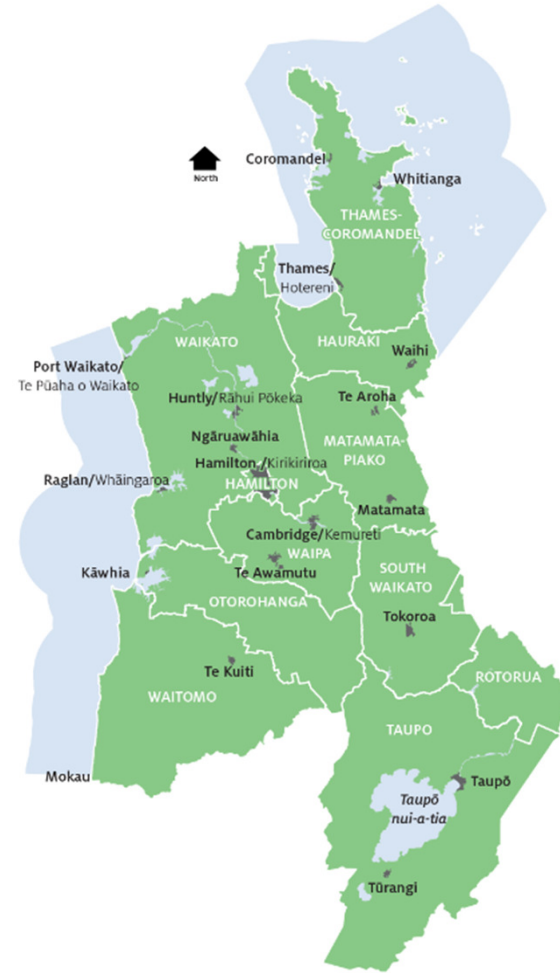 Coromandel
North
Whitianga
THAMES-
COROMANDEL
Thames/
Hotereni
WAIKATO
HAURAKI
Waihi
Port Waikato/
Te Pūaha o Waikato
Huntly/Rāhui Pōkeka
Te Aroha
Ngāruawāhia
MATAMATA-
PIAKO
Hamilton /Kirikiriroa
Raglan/Whāingaroa
HAMILTON
Matamata
Cambridge/Kemureti
WAIPA
Kāwhia
Te Awamutu
SOUTH
WAIKATO
OTOROHANGA
Tokoroa
Te Kuiti
ROTORUA
WAITOMO
TAUPO
Mokau
Taupō
Taupō
nui-a-tia
Tūrangi